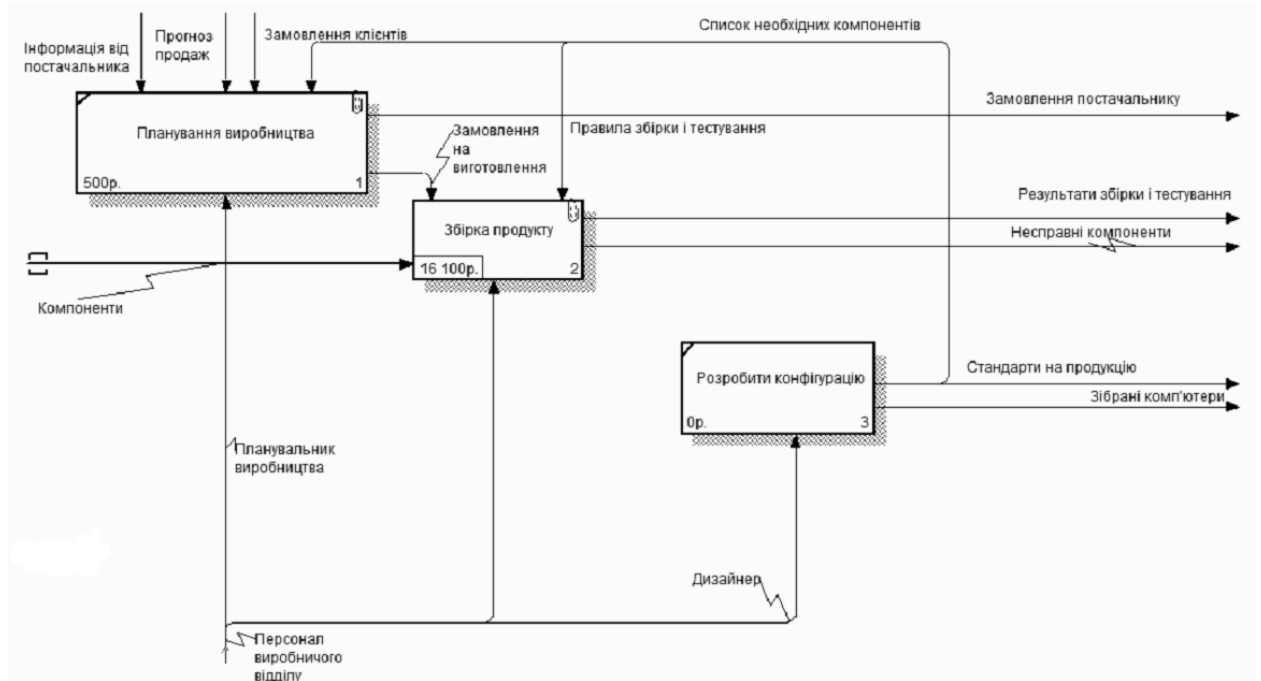 Список необхідних компонентів
Прогноз
продаж
Замовлення клієнтів
Інформація від
постачальника
Замовлення постачальнику
Планування виробництва
Замовлення
на
виготовлення
Правила збірки і тестування
500р.
1
Результати збірки і тестування
Збірка продукту
Несправні компоненти
16 100р.
2
Компоненти
Стандарти на продукцію
Розробити конфігурацію
Зібрані комп'ютери
0р.
3
Планувальник
виробництва
Дизайнер
Персонал
виробничого
відділу